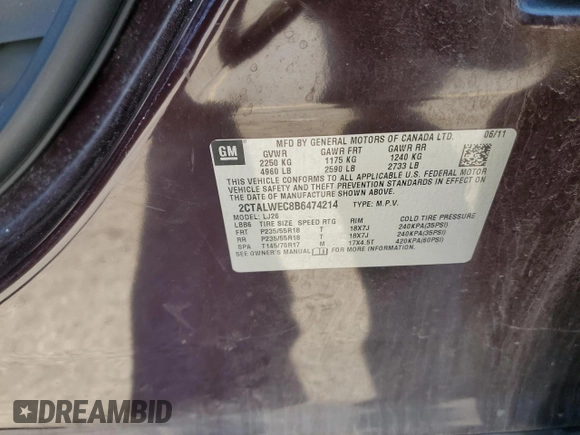 GM
MFD BY GENERAL MOTORS OF CANADA LTD. 06/11
GVWR GAWR FRT GAWR RR
2250 KG 1175 KG 1240 KG
4960 LB 2590 LB 2733 LB
THIS VEHICLE CONFORMS TO ALL APPLICABLE U.S. FEDERAL MOTOR
VEHICLE SAFETY AND THEFT PREVENTION STANDARDS IN EFFECT ON
THE DATE OF MANUFACTURE SHOWN ABOVE.
2CTALWEC8B6474214 TYPE: M.P.V.
MODEL: LJ26
LBB6 TIRE SIZE SPEED RTG RIM COLD TIRE PRESSURE
FRT P235/55R18 T 18X7J 240KPA(35PSI)
RR P235/55R18 T 18X7J 240KPA(35PSI)
SPA T145/70R17 M 17X4.5T 420KPA(60PSI)
SEE OWNER'S MANUAL FOR MORE INFORMATION.
DREAMBID